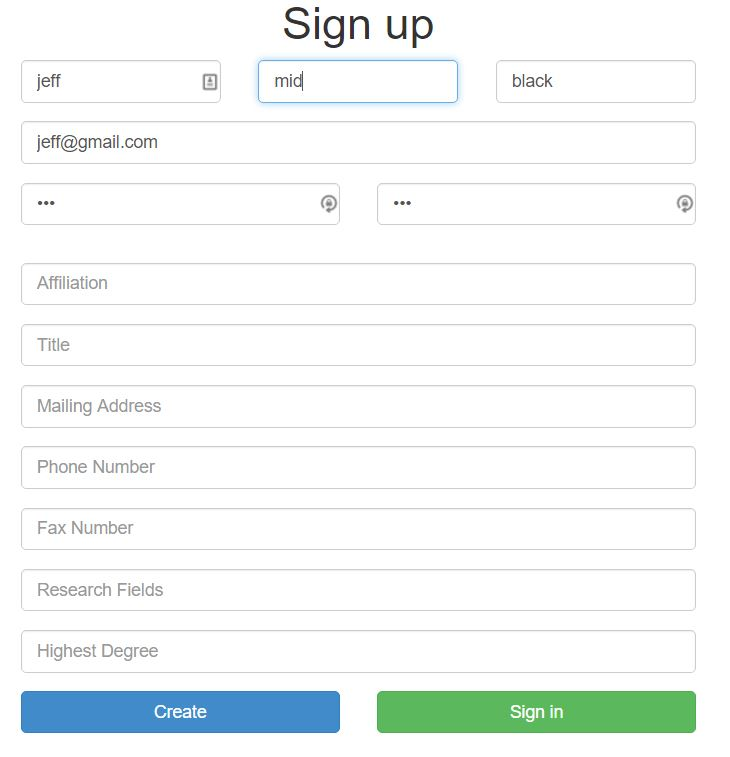 Sign up
jeff mid black
jeff@gmail.com
••• •••
Affiliation
Title
Mailing Address
Phone Number
Fax Number
Research Fields
Highest Degree
Create Sign in